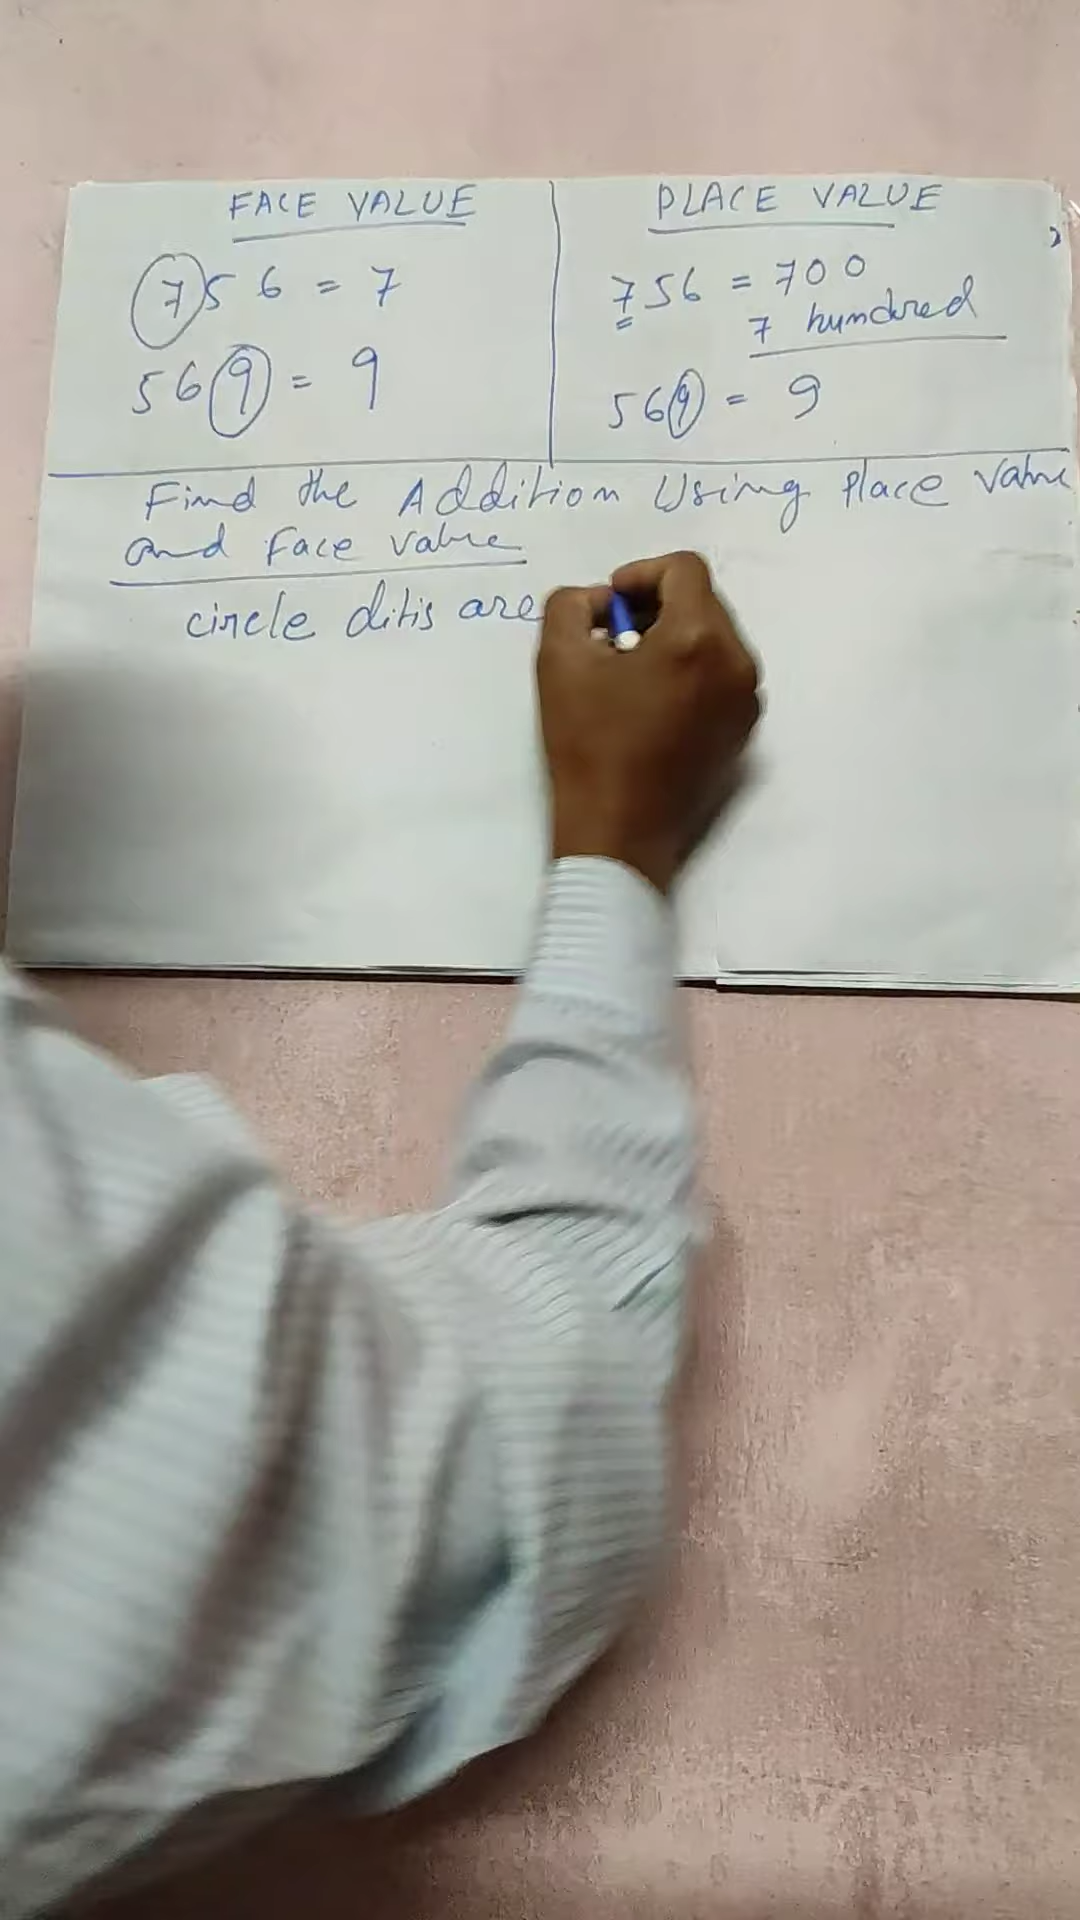 FACE VALUE
756 = 7
569 = 9
PLACE VALUE
756 = 700
7 hundred
569 = 9
Find the Addition Using Place Value
and Face value
circle ditis are